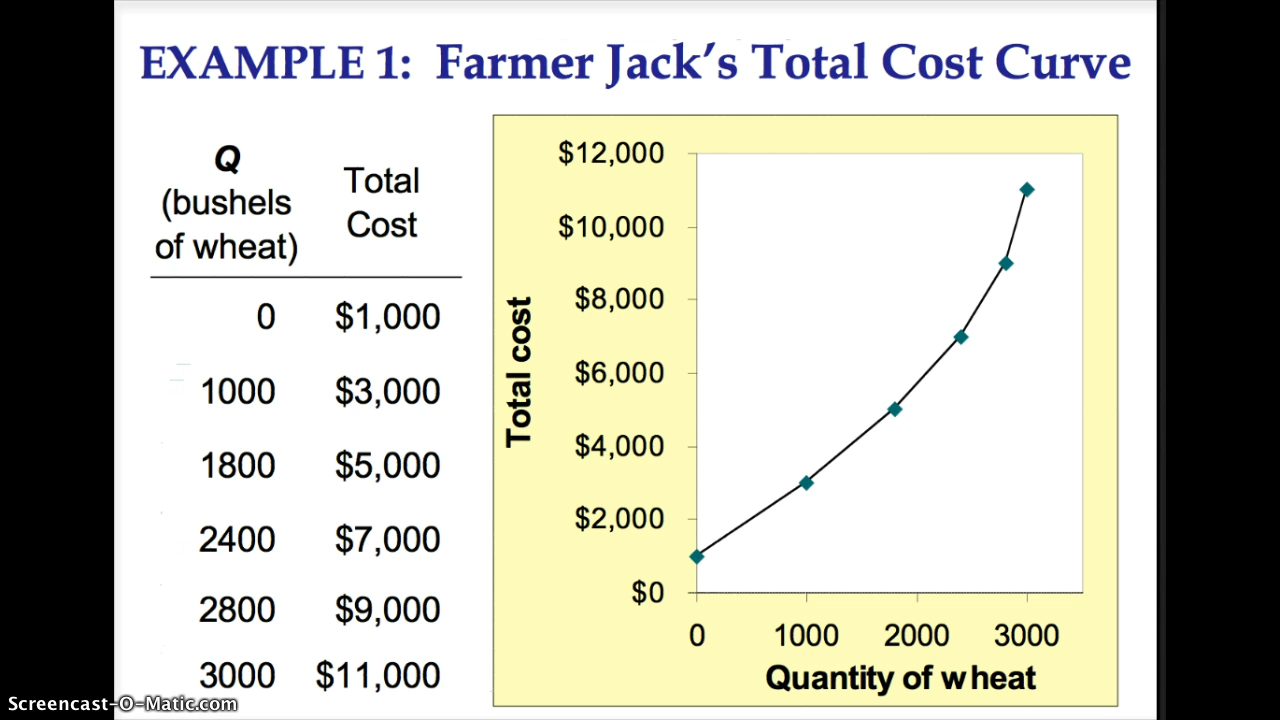 EXAMPLE 1: Farmer Jack’s Total Cost Curve
Q
(bushels
of wheat)
Total
Cost
0 $1,000
1000 $3,000
1800 $5,000
2400 $7,000
2800 $9,000
3000 $11,000
Total cost
$12,000
$10,000
$8,000
$6,000
$4,000
$2,000
$0
0 1000 2000 3000
Quantity of wheat
Screencast-O-Matic.com